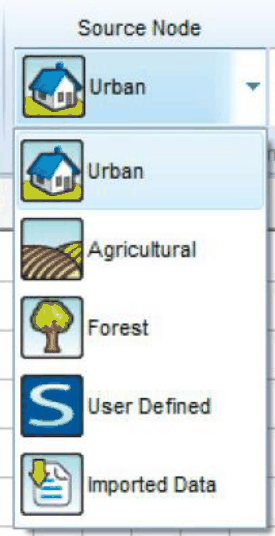 Source Node
Urban
Urban
Agricultural
Forest
S User Defined
Imported Data